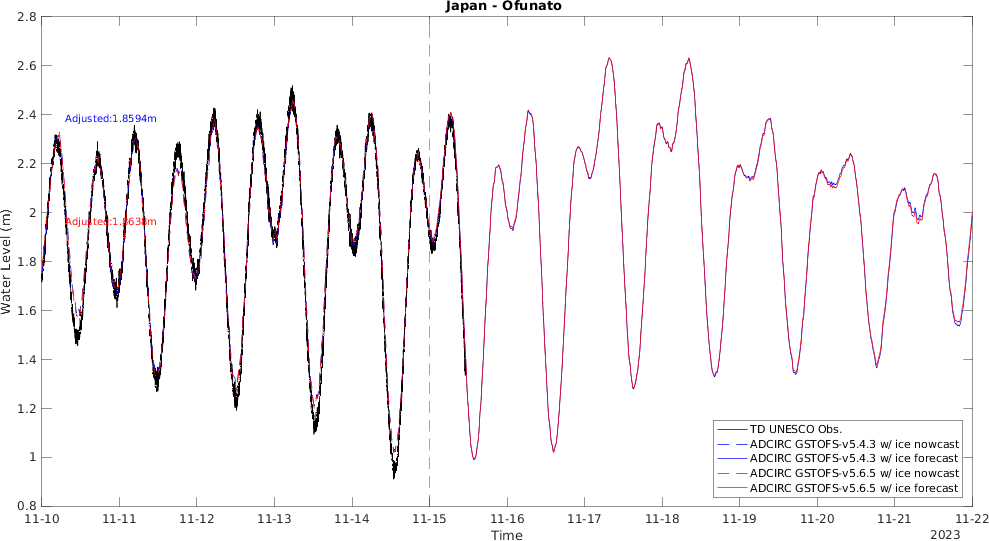 Japan - Ofunato
2.8
2.6
2.4
2.2
2
1.8
1.6
1.4
1.2
1
0.8
Water Level (m)
Adjusted:1.8594m
Adjusted:1.8638m
TD UNESCO Obs.
ADCIRC GSTOFS-v5.4.3 w/ ice nowcast
ADCIRC GSTOFS-v5.4.3 w/ ice forecast
ADCIRC GSTOFS-v5.6.5 w/ ice nowcast
ADCIRC GSTOFS-v5.6.5 w/ ice forecast
11-10 11-11 11-12 11-13 11-14 11-15 11-16 11-17 11-18 11-19 11-20 11-21 11-22
Time
2023